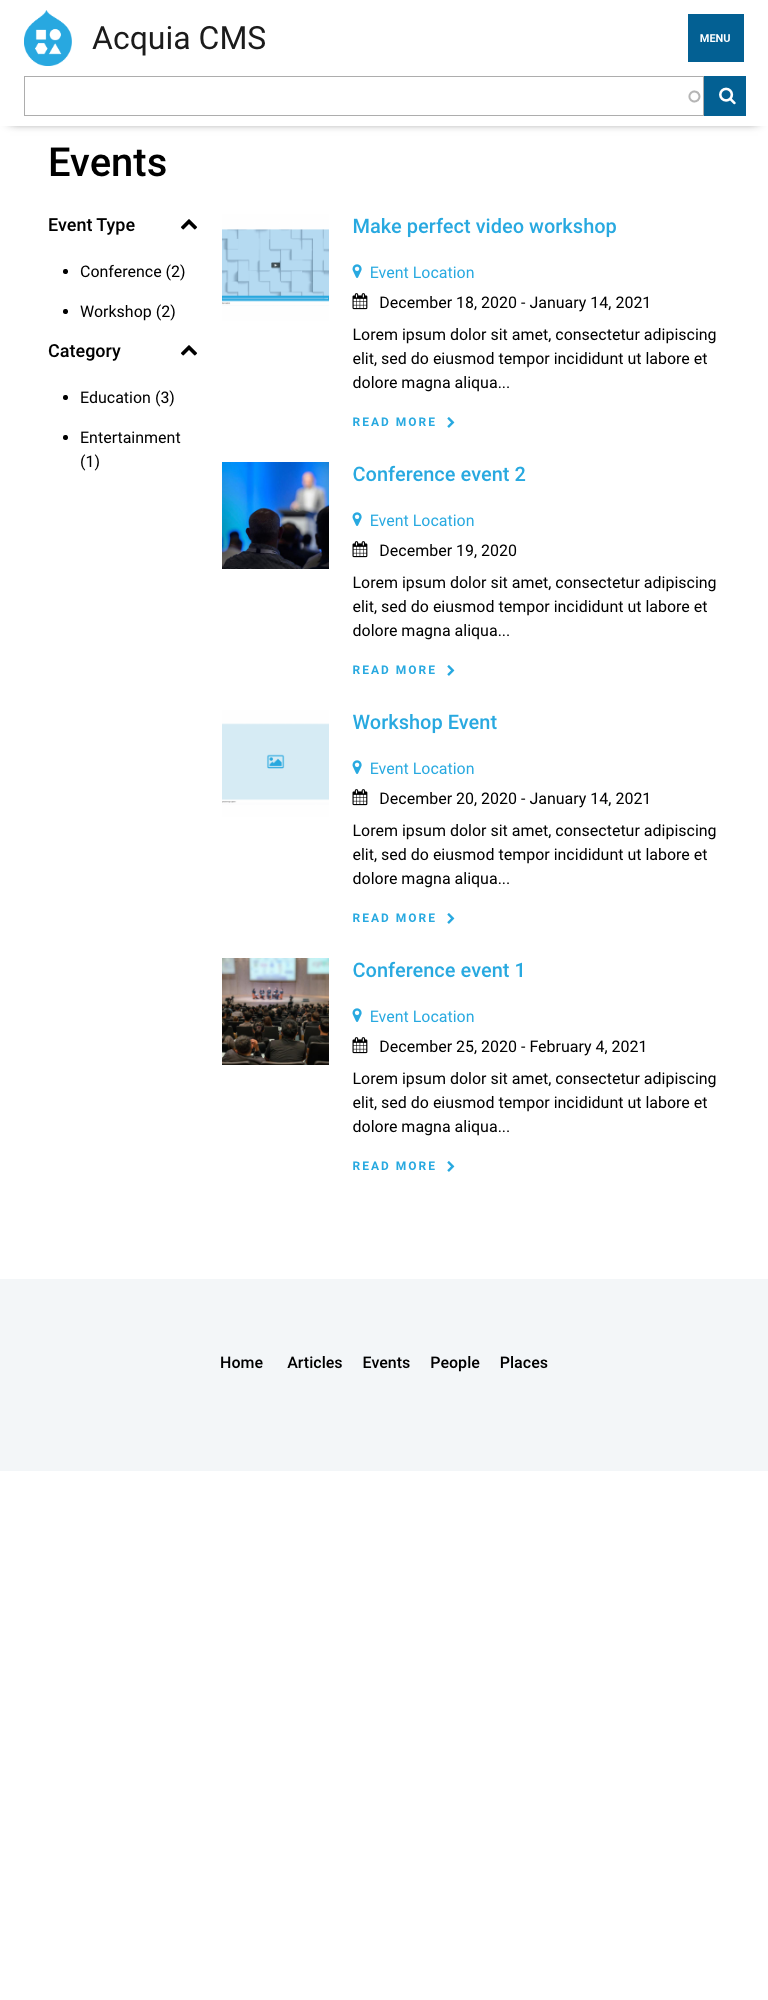 Acquia CMS
MENU
Events
Event Type
Conference (2)
Workshop (2)
Category
Education (3)
Entertainment
(1)
Make perfect video workshop
Event Location
December 18, 2020 - January 14, 2021
Lorem ipsum dolor sit amet, consectetur adipiscing
elit, sed do eiusmod tempor incididunt ut labore et
dolore magna aliqua...
READ MORE
Conference event 2
Event Location
December 19, 2020
Lorem ipsum dolor sit amet, consectetur adipiscing
elit, sed do eiusmod tempor incididunt ut labore et
dolore magna aliqua...
READ MORE
Workshop Event
Event Location
December 20, 2020 - January 14, 2021
Lorem ipsum dolor sit amet, consectetur adipiscing
elit, sed do eiusmod tempor incididunt ut labore et
dolore magna aliqua...
READ MORE
Conference event 1
Event Location
December 25, 2020 - February 4, 2021
Lorem ipsum dolor sit amet, consectetur adipiscing
elit, sed do eiusmod tempor incididunt ut labore et
dolore magna aliqua...
READ MORE
Home Articles Events People Places